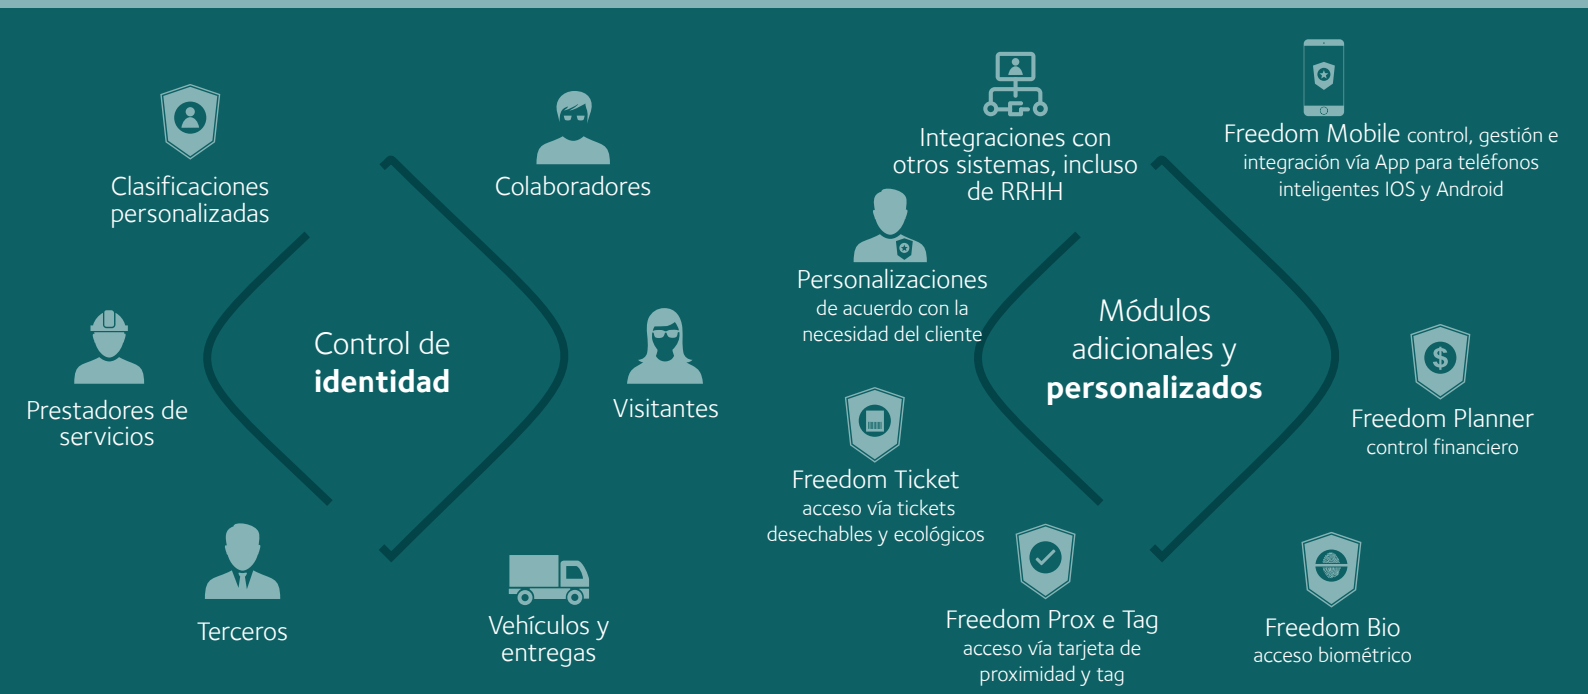 Clasificaciones
personalizadas
Colaboradores
Prestadores de
servicios
Control de
identidad
Visitantes
Terceros
Vehículos y
entregas
Integraciones con
otros sistemas, incluso
de RRHH
Freedom Mobile control, gestión e
integración vía App para teléfonos
inteligentes IOS y Android
Personalizaciones
de acuerdo con la
necesidad del cliente
Módulos
adicionales y
personalizados
Freedom Planner
control financiero
Freedom Ticket
acceso vía tickets
desechables y ecológicos
Freedom Prox e Tag
acceso vía tarjeta de
proximidad y tag
Freedom Bio
acceso biométrico